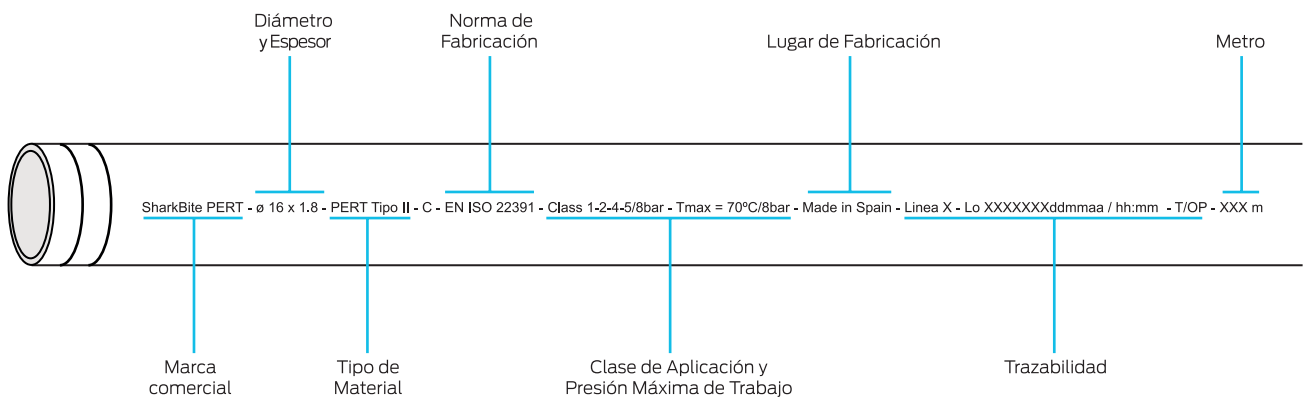 Diámetro
y Espesor
Norma de
Fabricación
Lugar de Fabricación
Metro
SharkBite PERT - ø 16 x 1.8 - PERT Tipo II - C - EN ISO 22391 - Class 1-2-4-5/8bar - Tmax = 70ºC/8bar - Made in Spain - Linea X - Lo XXXXXXXddmmaa / hh:mm - T/OP - XXX m
Marca
comercial
Tipo de
Material
Clase de Aplicación y
Presión Máxima de Trabajo
Trazabilidad